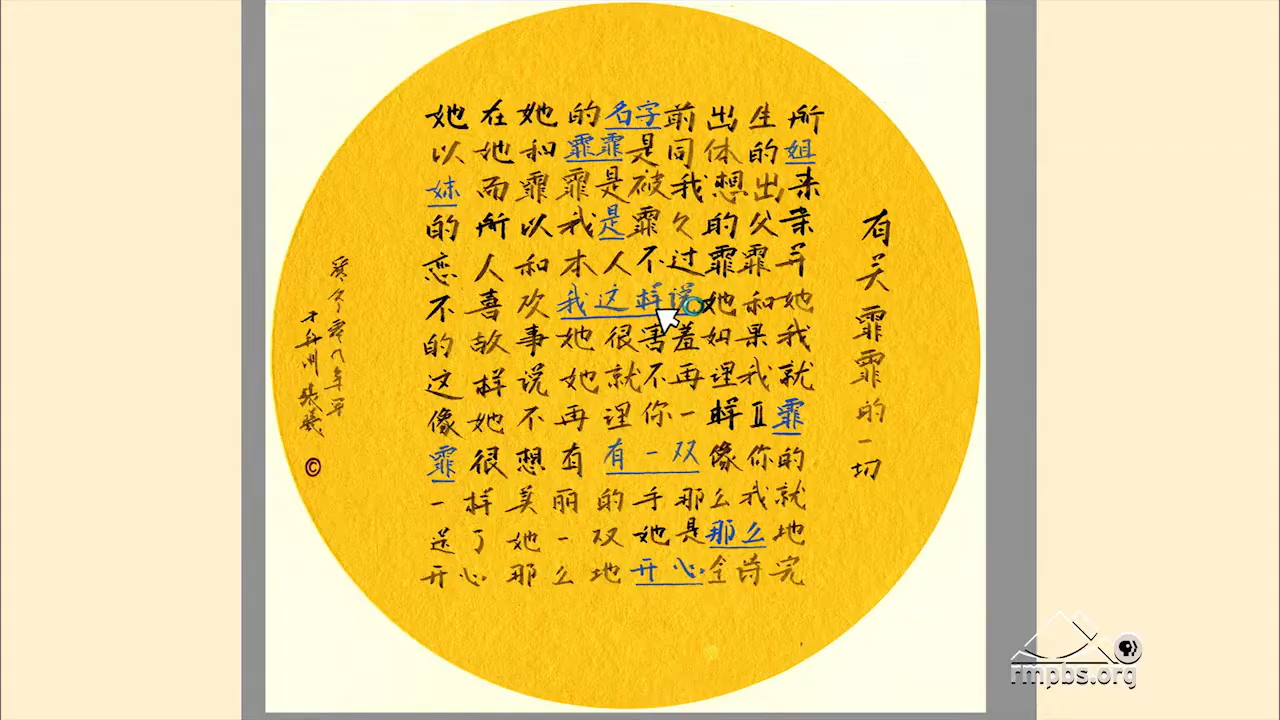 有关霏霏的一切
她在她的名字前出生所
以她和霏霏是同体的姐
妹而霏霏是被我想出来
的所以我是霏的父亲
恋人和本人不过霏霏并
不喜欢我这样说她和她
的故事她很害羞如果我
这样说她就不再理我就
像她不再理你一样 II 霏
霏很想有有一双像你的
一样美丽的手那么我就
送了她一双她是那么地
开心那么地开心全诗完
©
rmpbs.org